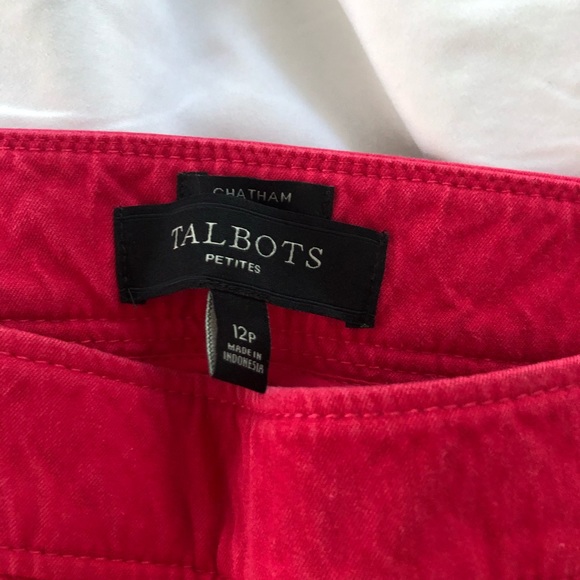 CHATHAM
TALBOTS
PETITES
12P
MADE IN
INDONESIA